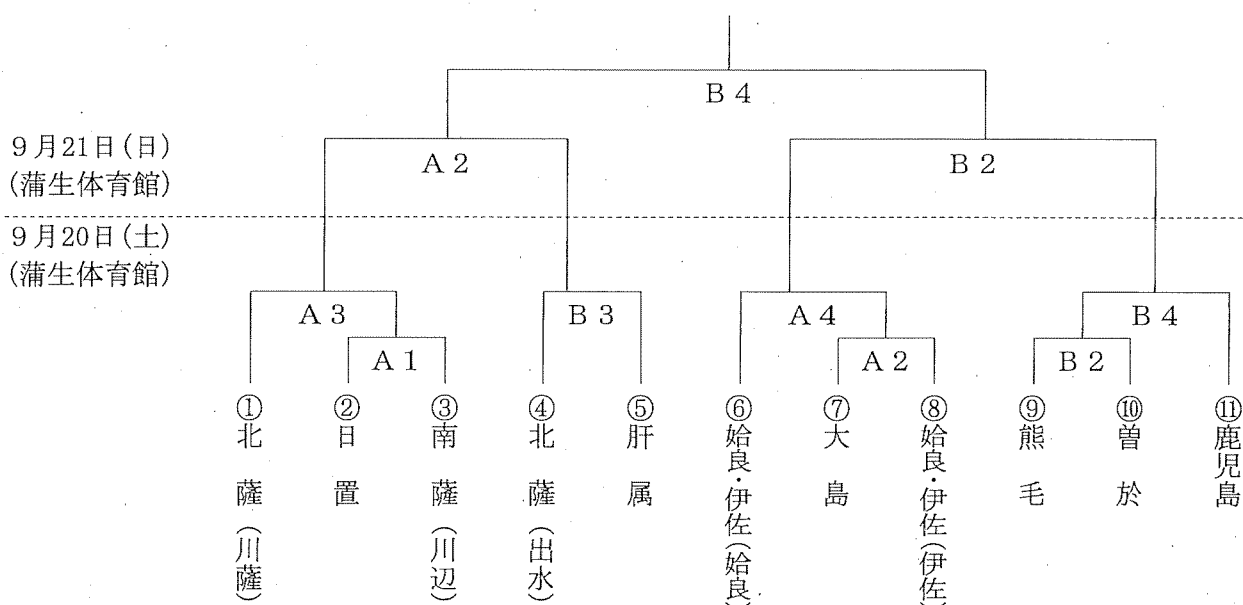 B 4
9月21日(日)
(蒲生体育館)
A 2
B 2
9月20日(土)
(蒲生体育館)
A 3
B 3
A 4
B 4
A 1
A 2
B 2
①北薩(川薩)
②日置
③南薩(川辺)
④北薩(出水)
⑤肝属
⑥姶良・伊佐(姶良)
⑦大島
⑧姶良・伊佐(伊佐)
⑨熊毛
⑩曽於
⑪鹿児島